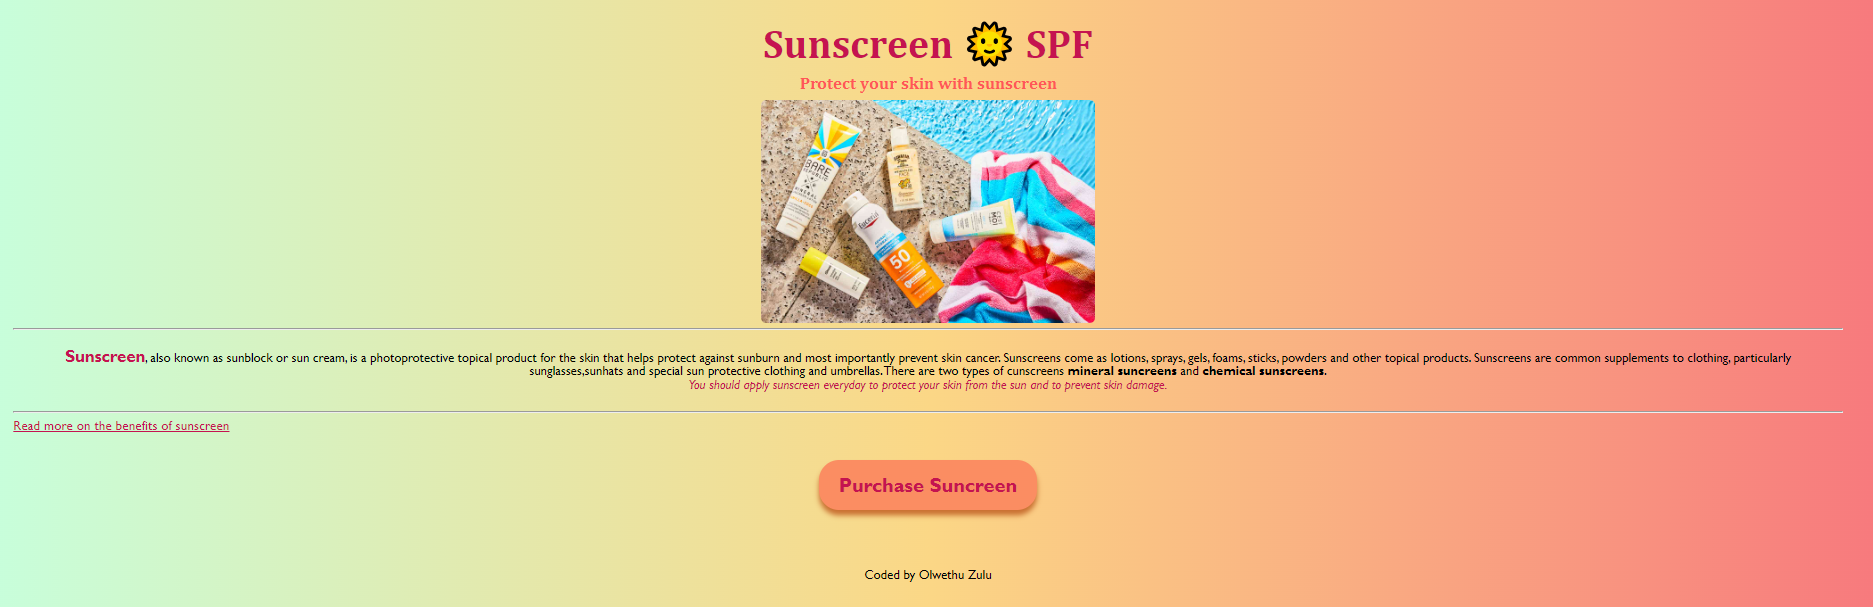 Sunscreen 🌞 SPF
Protect your skin with sunscreen
BARE
REPUBLIC
MINERAL
Eucerin
50
Sunscreen, also known as sunblock or sun cream, is a photoprotective topical product for the skin that helps protect against sunburn and most importantly prevent skin cancer. Sunscreens come as lotions, sprays, gels, foams, sticks, powders and other topical products. Sunscreens are common supplements to clothing, particularly
sunglasses,sunhats and special sun protective clothing and umbrellas.There are two types of cunscreens mineral suncreens and chemical sunscreens.
You should apply sunscreen everyday to protect your skin from the sun and to prevent skin damage.
Read more on the benefits of sunscreen
Purchase Suncreen
Coded by Olwethu Zulu